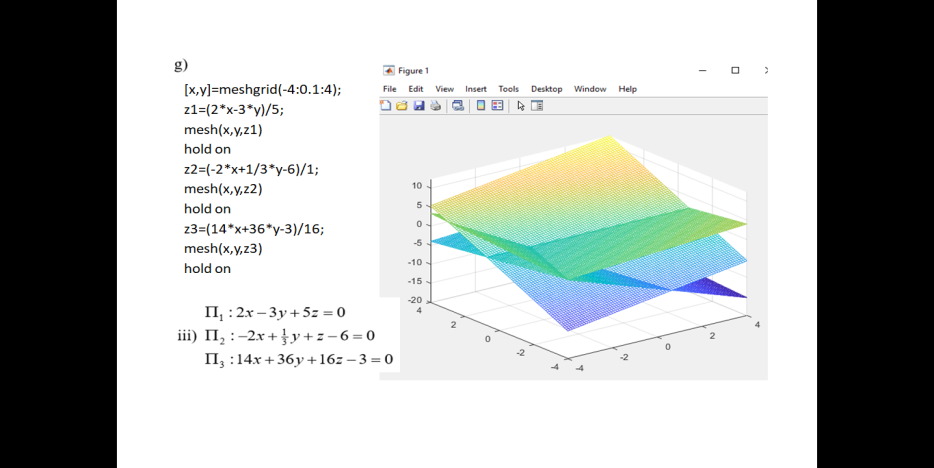 g)
[x,y]=meshgrid(-4:0.1:4);
z1=(2*x-3*y)/5;
mesh(x,y,z1)
hold on
z2=(-2*x+1/3*y-6)/1;
mesh(x,y,z2)
hold on
z3=(14*x+36*y-3)/16;
mesh(x,y,z3)
hold on
Π₁ : 2x − 3y + 5z = 0
iii) Π₂ : −2x + ⅓y + z − 6 = 0
Π₃ : 14x + 36y + 16z − 3 = 0
Figure 1
File Edit View Insert Tools Desktop Window Help
10
5
0
-5
-10
-15
-20
4
2
0
-2
-4
-4
-2
0
2
4